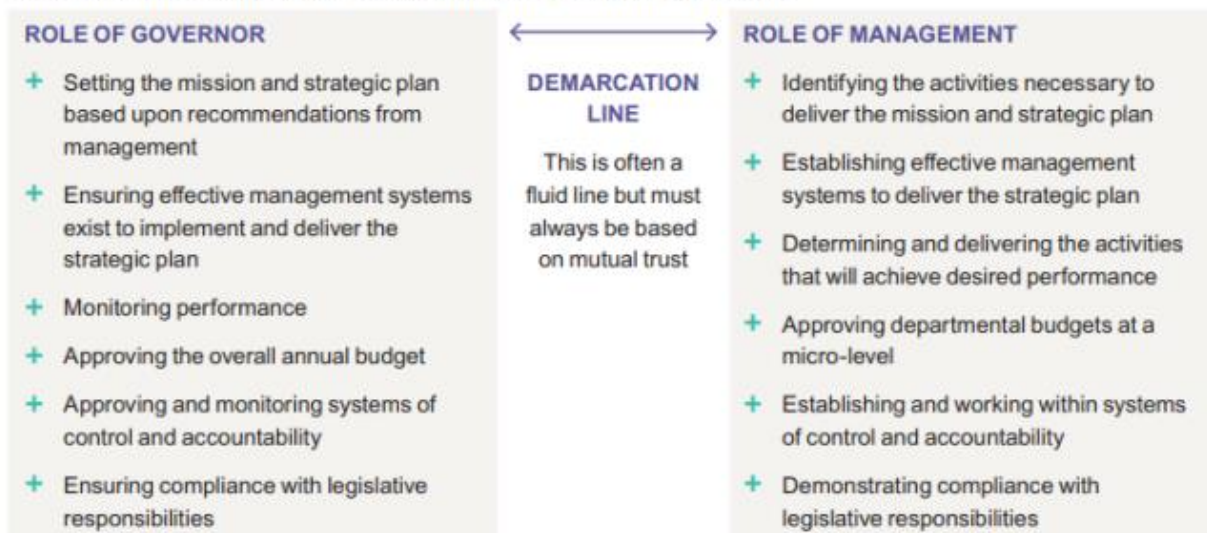 ROLE OF GOVERNOR
+ Setting the mission and strategic plan
based upon recommendations from
management
+ Ensuring effective management systems
exist to implement and deliver the
strategic plan
+ Monitoring performance
+ Approving the overall annual budget
+ Approving and monitoring systems of
control and accountability
+ Ensuring compliance with legislative
responsibilities
DEMARCATION
LINE
This is often a
fluid line but must
always be based
on mutual trust
ROLE OF MANAGEMENT
+ Identifying the activities necessary to
deliver the mission and strategic plan
+ Establishing effective management
systems to deliver the strategic plan
+ Determining and delivering the activities
that will achieve desired performance
+ Approving departmental budgets at a
micro-level
+ Establishing and working within systems
of control and accountability
+ Demonstrating compliance with
legislative responsibilities